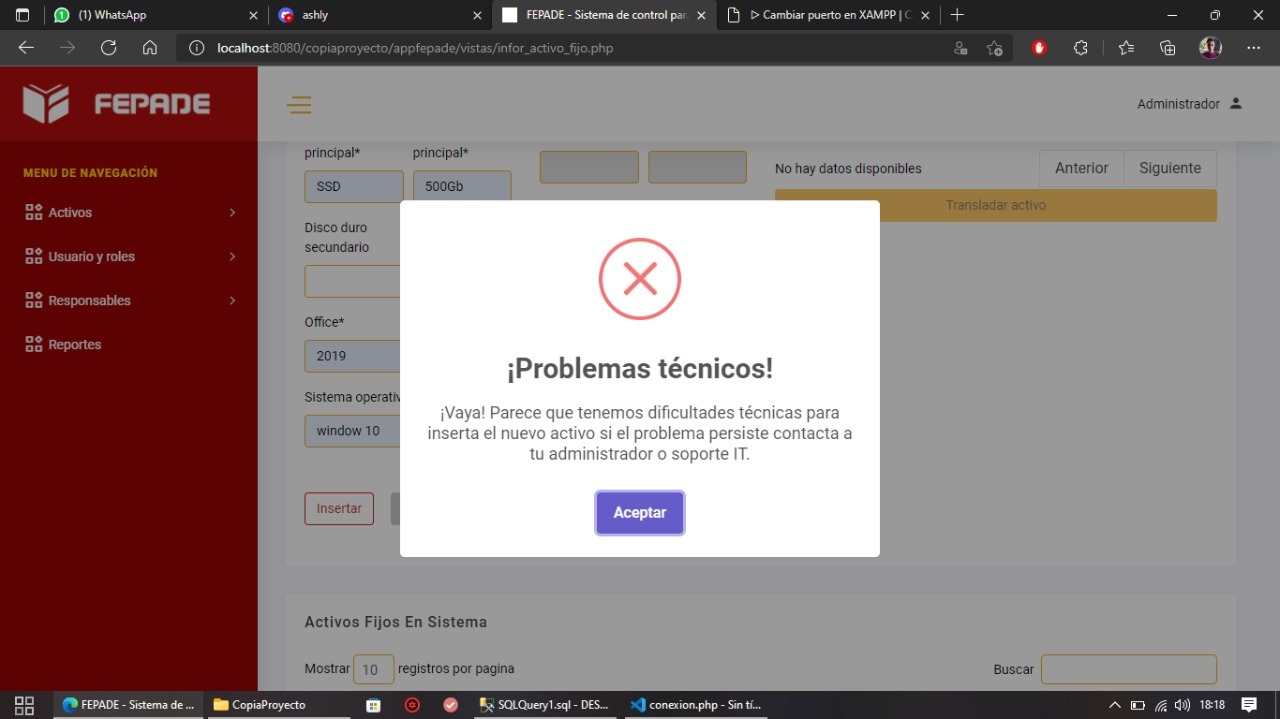 (1) WhatsApp
ashly
FEPADE - Sistema de control par
Cambiar puerto en XAMPP | C
localhost:8080/copiaproyecto/appfepade/vistas/infor_activo_fijo.php
FEPADE
Administrador
MENU DE NAVEGACIÓN
Activos
Usuario y roles
Responsables
Reportes
principal*
principal*
SSD
500Gb
No hay datos disponibles
Anterior
Siguiente
Transladar activo
Disco duro
secundario
Office*
2019
Sistema operativ
window 10
Insertar
¡Problemas técnicos!
¡Vaya! Parece que tenemos dificultades técnicas para
inserta el nuevo activo si el problema persiste contacta a
tu administrador o soporte IT.
Aceptar
Activos Fijos En Sistema
Mostrar 10 registros por pagina
Buscar
FEPADE - Sistema de ...
CopiaProyecto
SQLQuery1.sql - DES...
conexion.php - Sin tí...
18:18